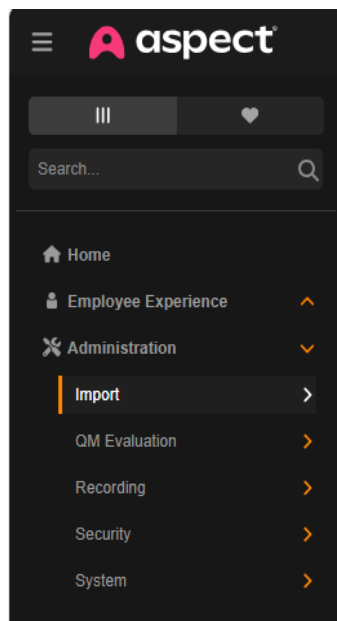 aspect
Search...
Home
Employee Experience
Administration
Import
QM Evaluation
Recording
Security
System